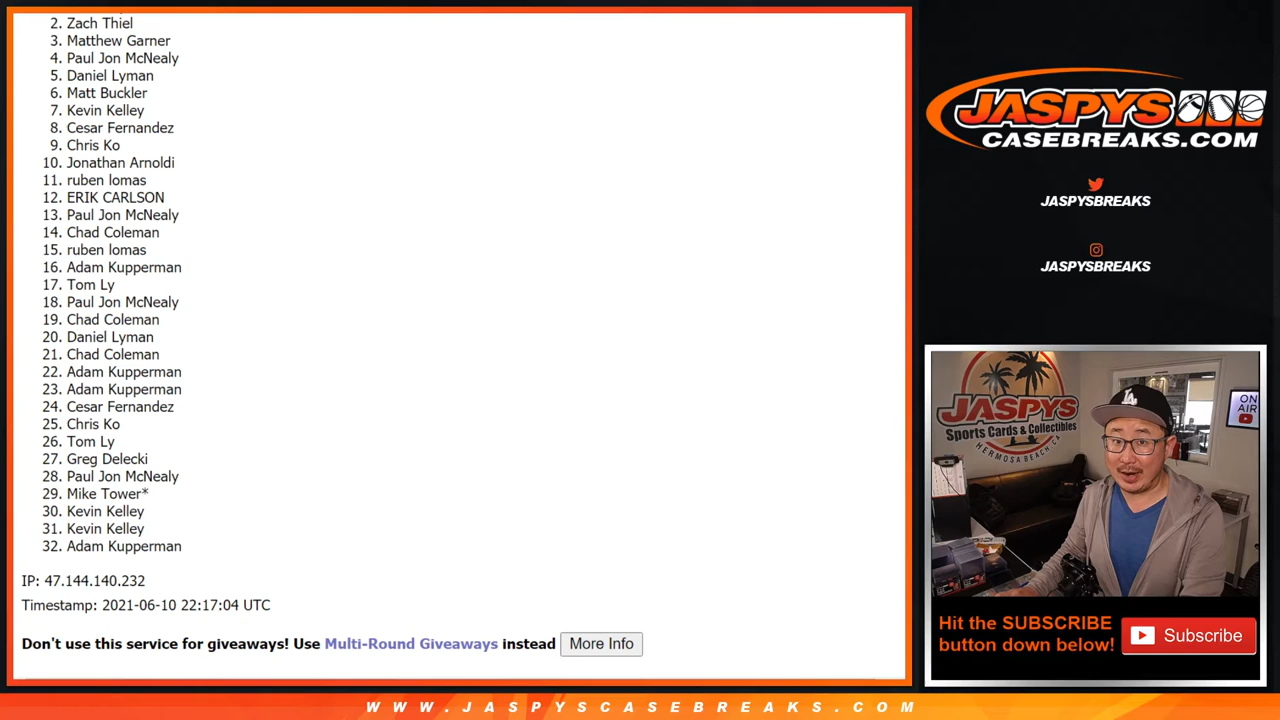 2. Zach Thiel
3. Matthew Garner
4. Paul Jon McNealy
5. Daniel Lyman
6. Matt Buckler
7. Kevin Kelley
8. Cesar Fernandez
9. Chris Ko
10. Jonathan Arnoldi
11. ruben lomas
12. ERIK CARLSON
13. Paul Jon McNealy
14. Chad Coleman
15. ruben lomas
16. Adam Kupperman
17. Tom Ly
18. Paul Jon McNealy
19. Chad Coleman
20. Daniel Lyman
21. Chad Coleman
22. Adam Kupperman
23. Adam Kupperman
24. Cesar Fernandez
25. Chris Ko
26. Tom Ly
27. Greg Delecki
28. Paul Jon McNealy
29. Mike Tower*
30. Kevin Kelley
31. Kevin Kelley
32. Adam Kupperman
IP: 47.144.140.232
Timestamp: 2021-06-10 22:17:04 UTC
Don't use this service for giveaways! Use Multi-Round Giveaways instead More Info
JASPYS
CASEBREAKS.COM
JASPYSBREAKS
JASPYSBREAKS
JASPYS
Sports Cards & Collectibles
HERMOSA BEACH, CA
LA
ON
AIR
Hit the SUBSCRIBE
button down below!
Subscribe
WWW.JASPYSCASEBREAKS.COM